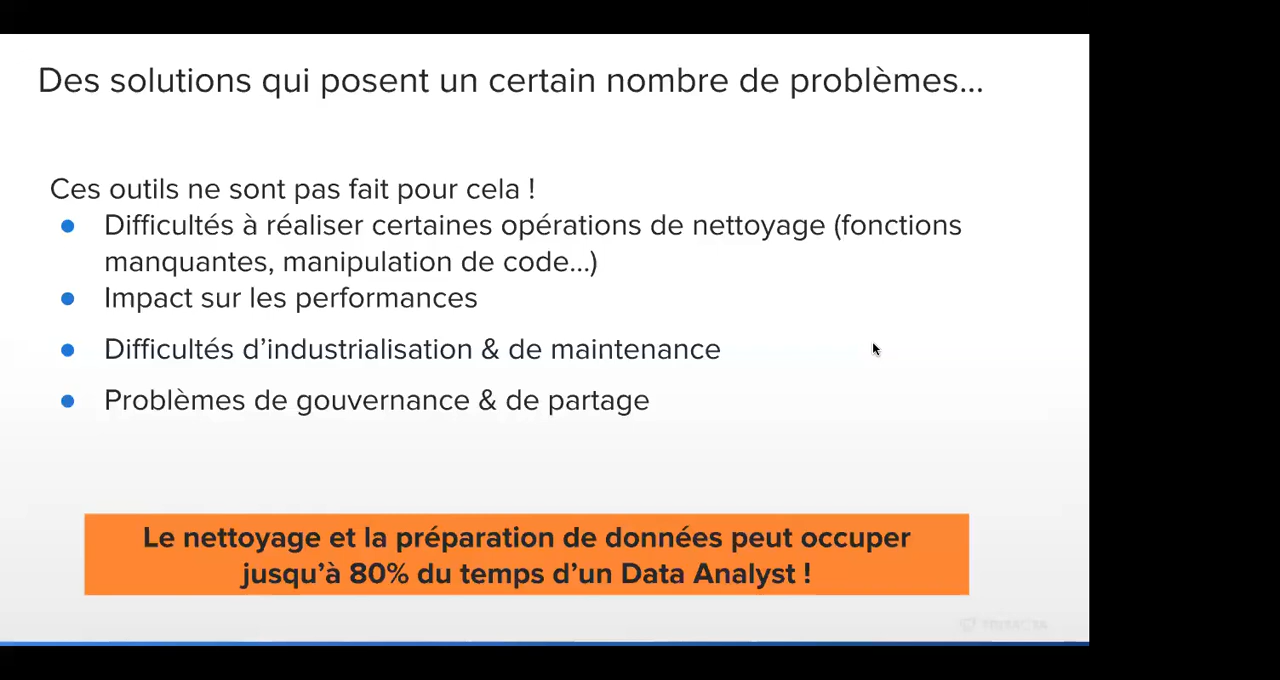 Des solutions qui posent un certain nombre de problèmes...
Ces outils ne sont pas fait pour cela !
● Difficultés à réaliser certaines opérations de nettoyage (fonctions
manquantes, manipulation de code...)
● Impact sur les performances
● Difficultés d’industrialisation & de maintenance
● Problèmes de gouvernance & de partage
Le nettoyage et la préparation de données peut occuper
jusqu’à 80% du temps d’un Data Analyst !